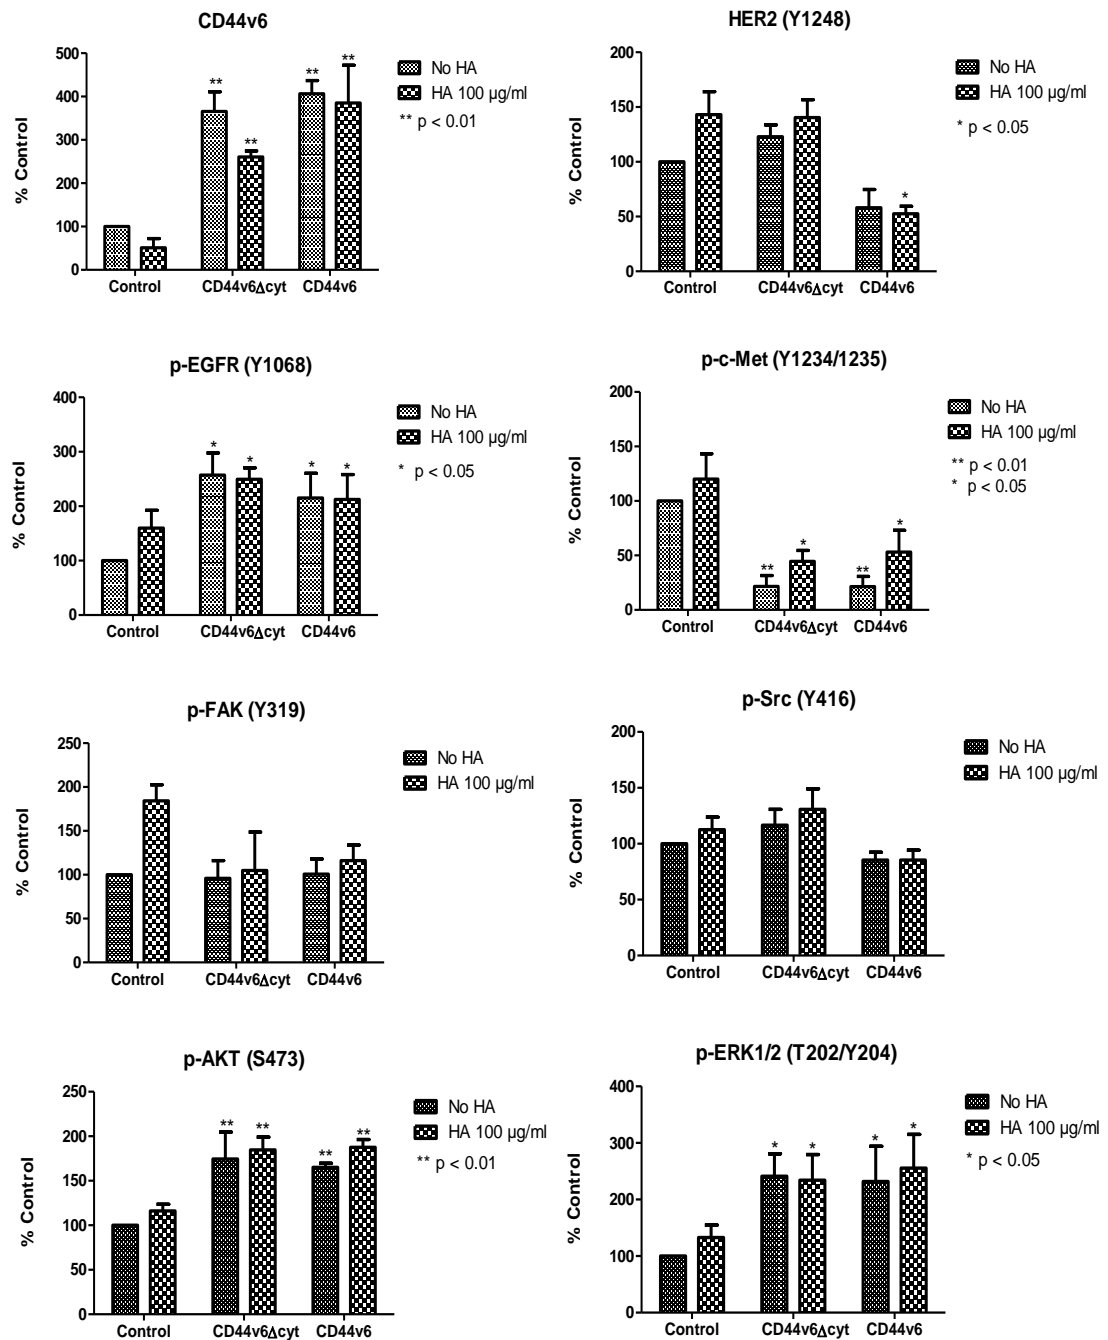 CD44v6
% Control
500
400
300
200
100
0
** ** ** **
Control CD44v6Δcyt CD44v6
No HA
HA 100 µg/ml
** p < 0.01
HER2 (Y1248)
% Control
200
150
100
50
0
*
Control CD44v6Δcyt CD44v6
No HA
HA 100 µg/ml
* p < 0.05
p-EGFR (Y1068)
% Control
400
300
200
100
0
* * * *
Control CD44v6Δcyt CD44v6
No HA
HA 100 µg/ml
* p < 0.05
p-c-Met (Y1234/1235)
% Control
200
150
100
50
0
** * ** *
Control CD44v6Δcyt CD44v6
No HA
HA 100 µg/ml
** p < 0.01
* p < 0.05
p-FAK (Y319)
% Control
250
200
150
100
50
0
Control CD44v6Δcyt CD44v6
No HA
HA 100 µg/ml
p-Src (Y416)
% Control
200
150
100
50
0
Control CD44v6Δcyt CD44v6
No HA
HA 100 µg/ml
p-AKT (S473)
% Control
250
200
150
100
50
0
** ** ** **
Control CD44v6Δcyt CD44v6
No HA
HA 100 µg/ml
** p < 0.01
p-ERK1/2 (T202/Y204)
% Control
400
300
200
100
0
* * * *
Control CD44v6Δcyt CD44v6
No HA
HA 100 µg/ml
* p < 0.05